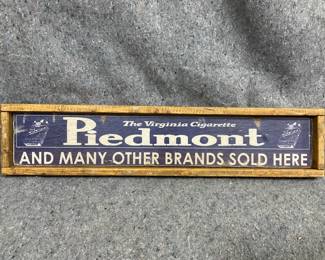 The Virginia Cigarette
Piedmont
AND MANY OTHER BRANDS SOLD HERE